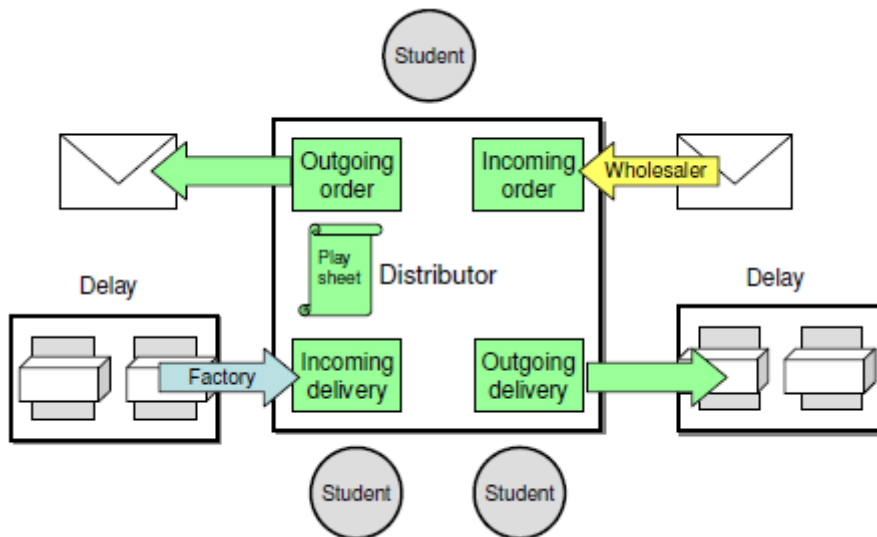 Student
Outgoing
order
Incoming
order
Wholesaler
Play
sheet
Distributor
Delay
Delay
Factory
Incoming
delivery
Outgoing
delivery
Student
Student